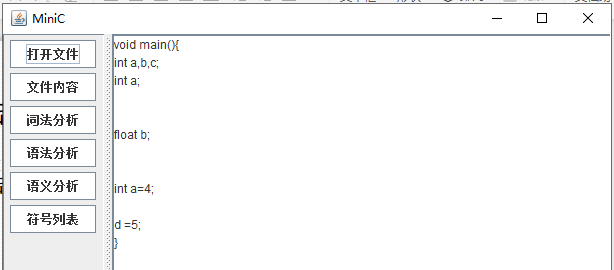 MiniC
打开文件
文件内容
词法分析
语法分析
语义分析
符号列表
void main(){
int a,b,c;
int a;
float b;
int a=4;
d =5;
}